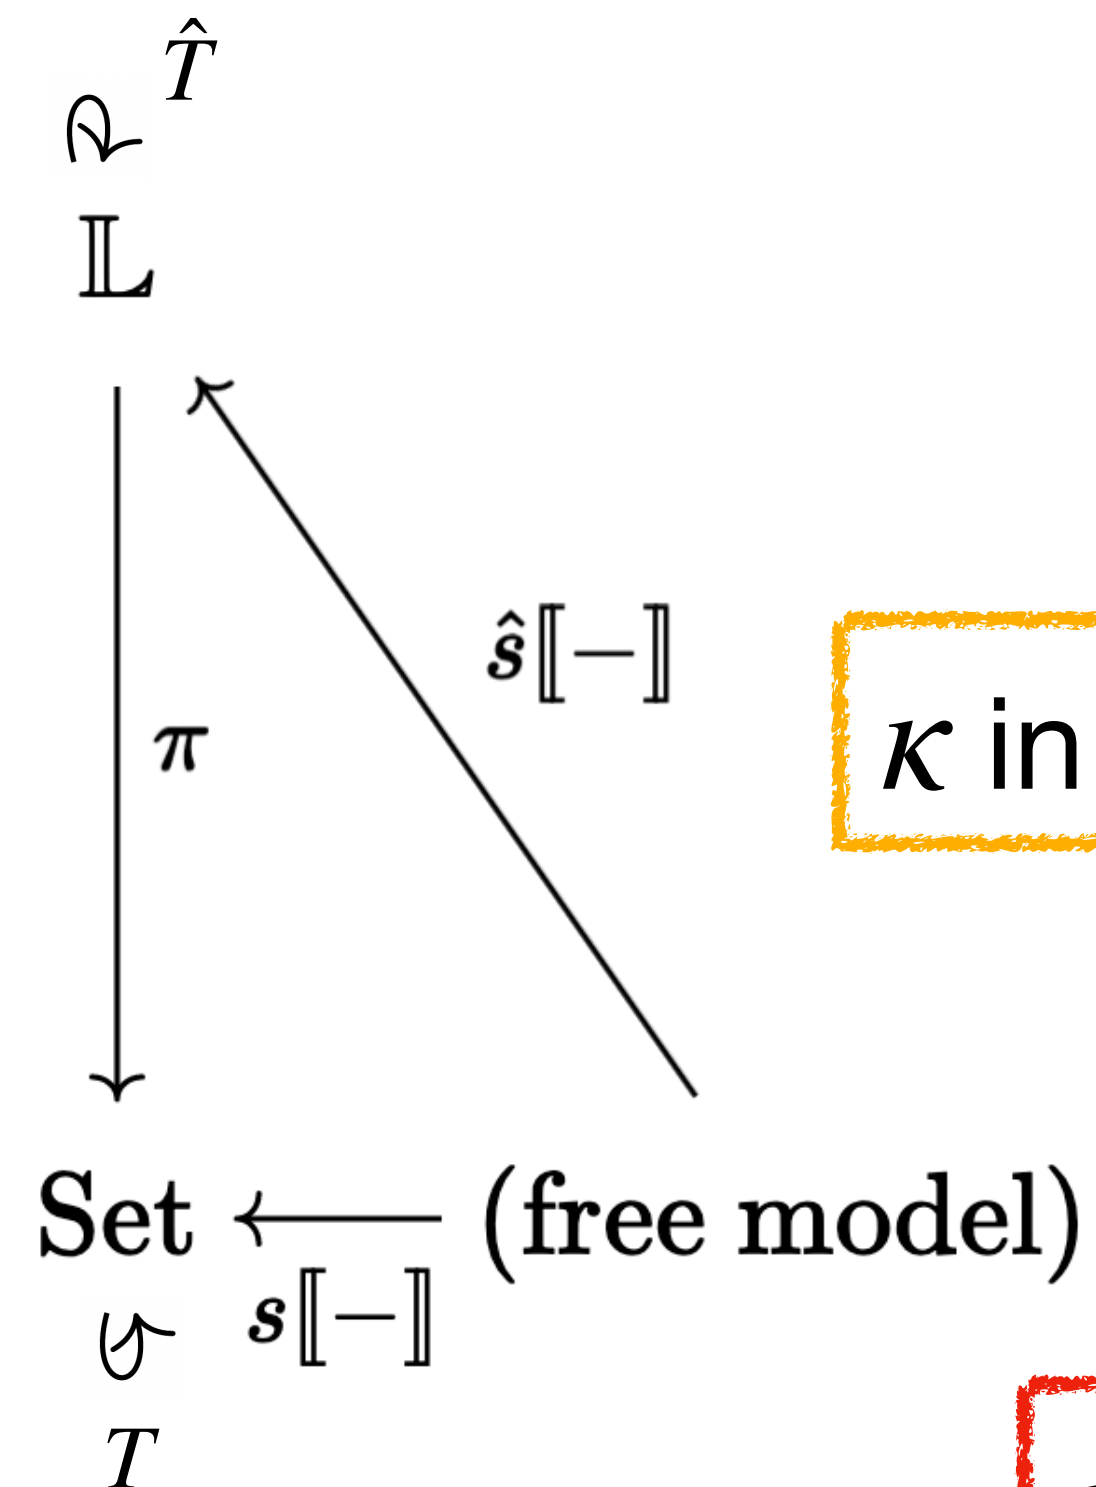 T̂
𝕃
ŝ⟦−⟧
κ in
π
Set (free model)
s⟦−⟧
T